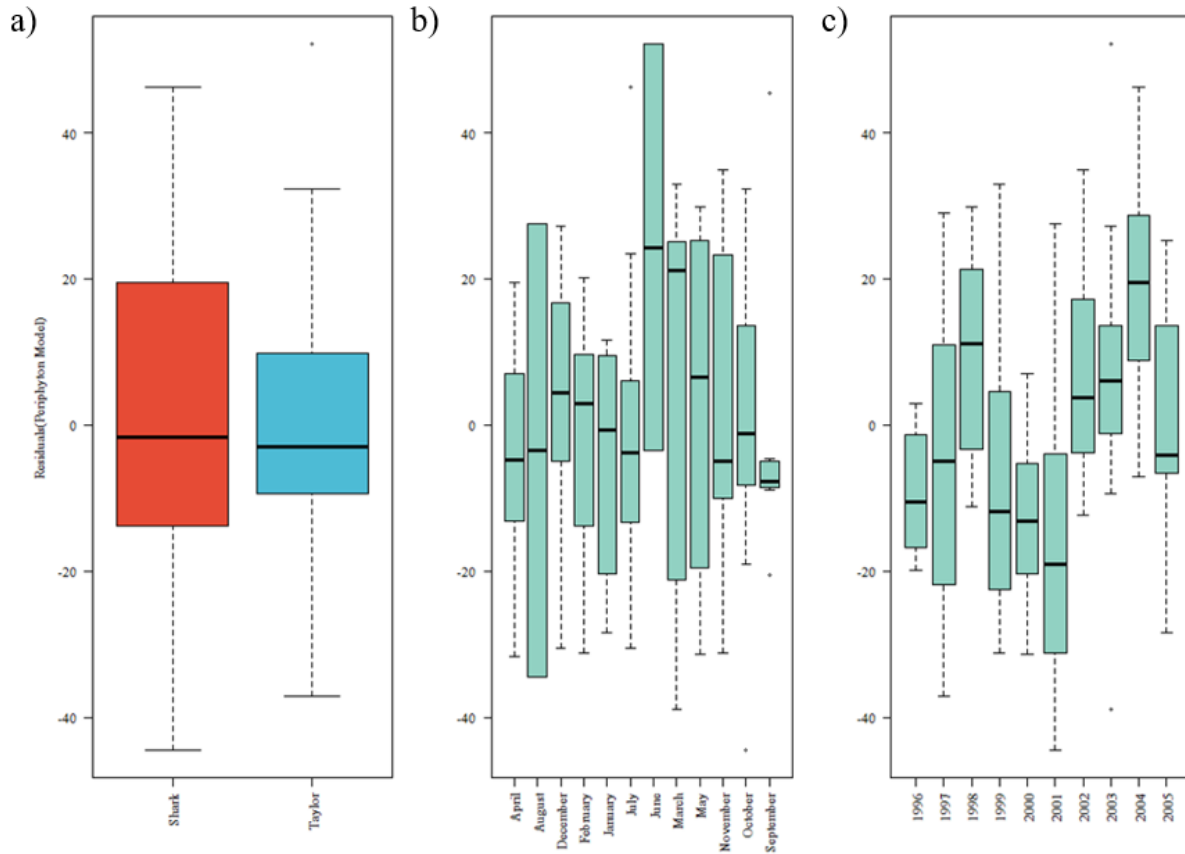 a)
Residuals(Periphyton Model)
40
20
0
-20
-40
Shark
Taylor
b)
40
20
0
-20
-40
April
August
December
February
January
July
June
March
May
November
October
September
c)
40
20
0
-20
-40
1996
1997
1998
1999
2000
2001
2002
2003
2004
2005